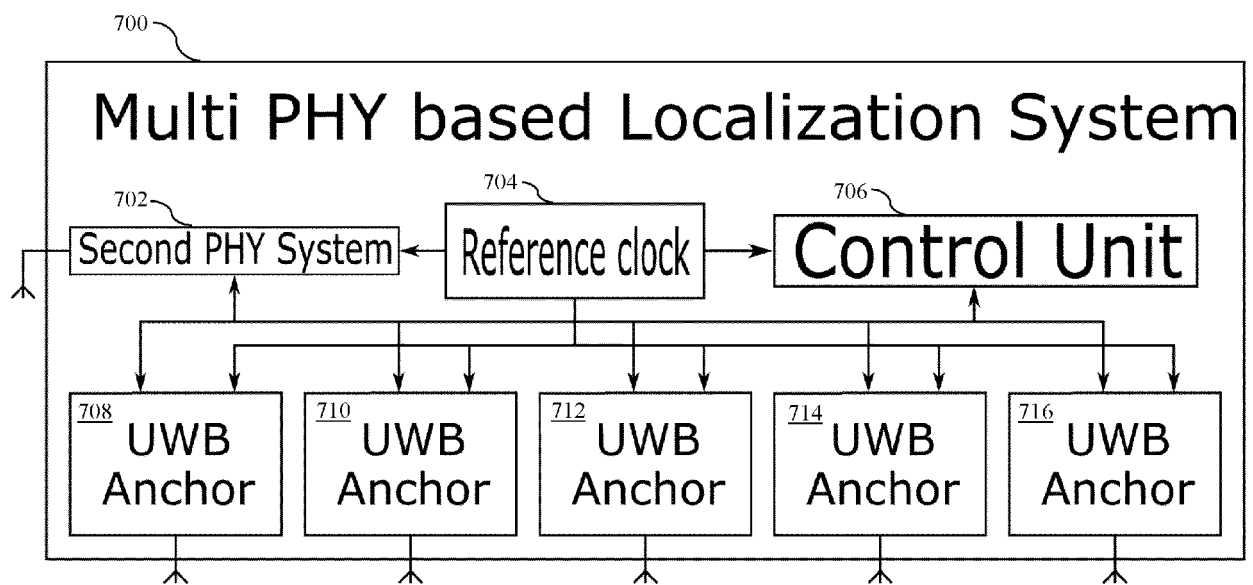 700
Multi PHY based Localization System
702
704
706
Second PHY System
Reference clock
Control Unit
708
UWB
Anchor
710
UWB
Anchor
712
UWB
Anchor
714
UWB
Anchor
716
UWB
Anchor